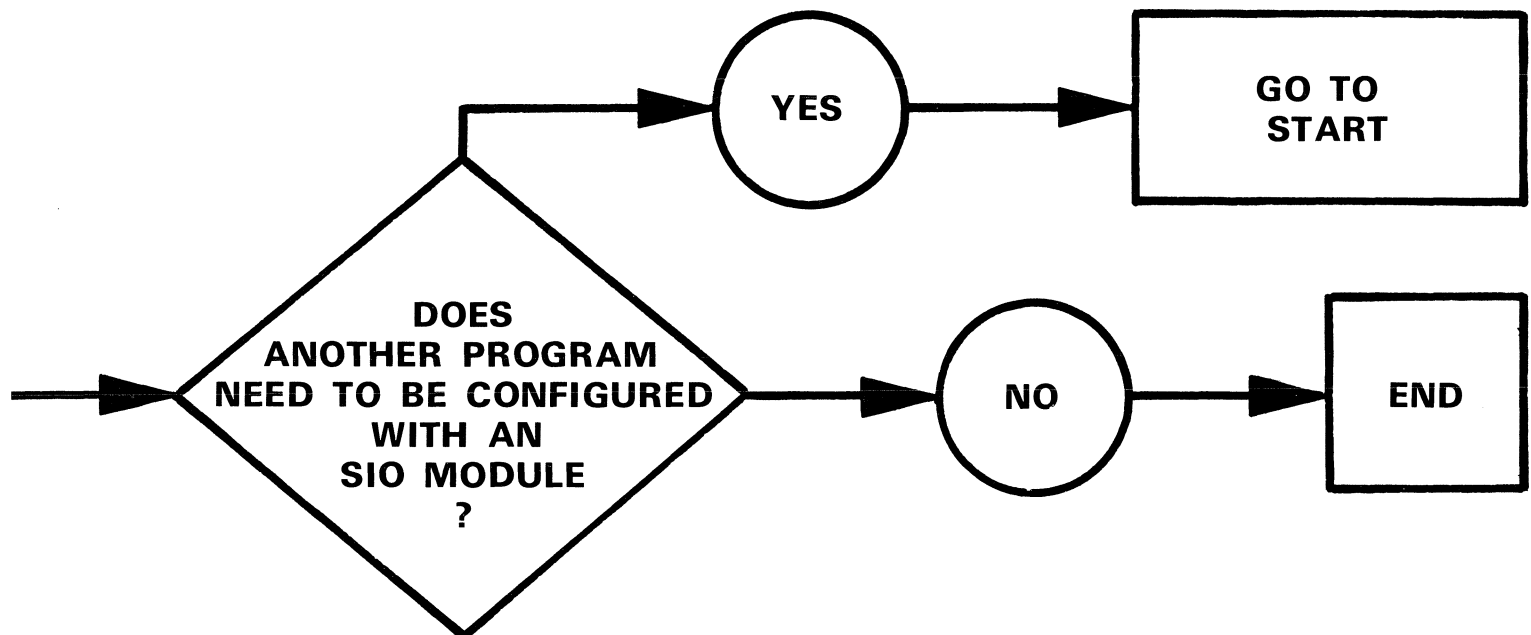 YES
GO TO
START
DOES
ANOTHER PROGRAM
NEED TO BE CONFIGURED
WITH AN
SIO MODULE
?
NO
END